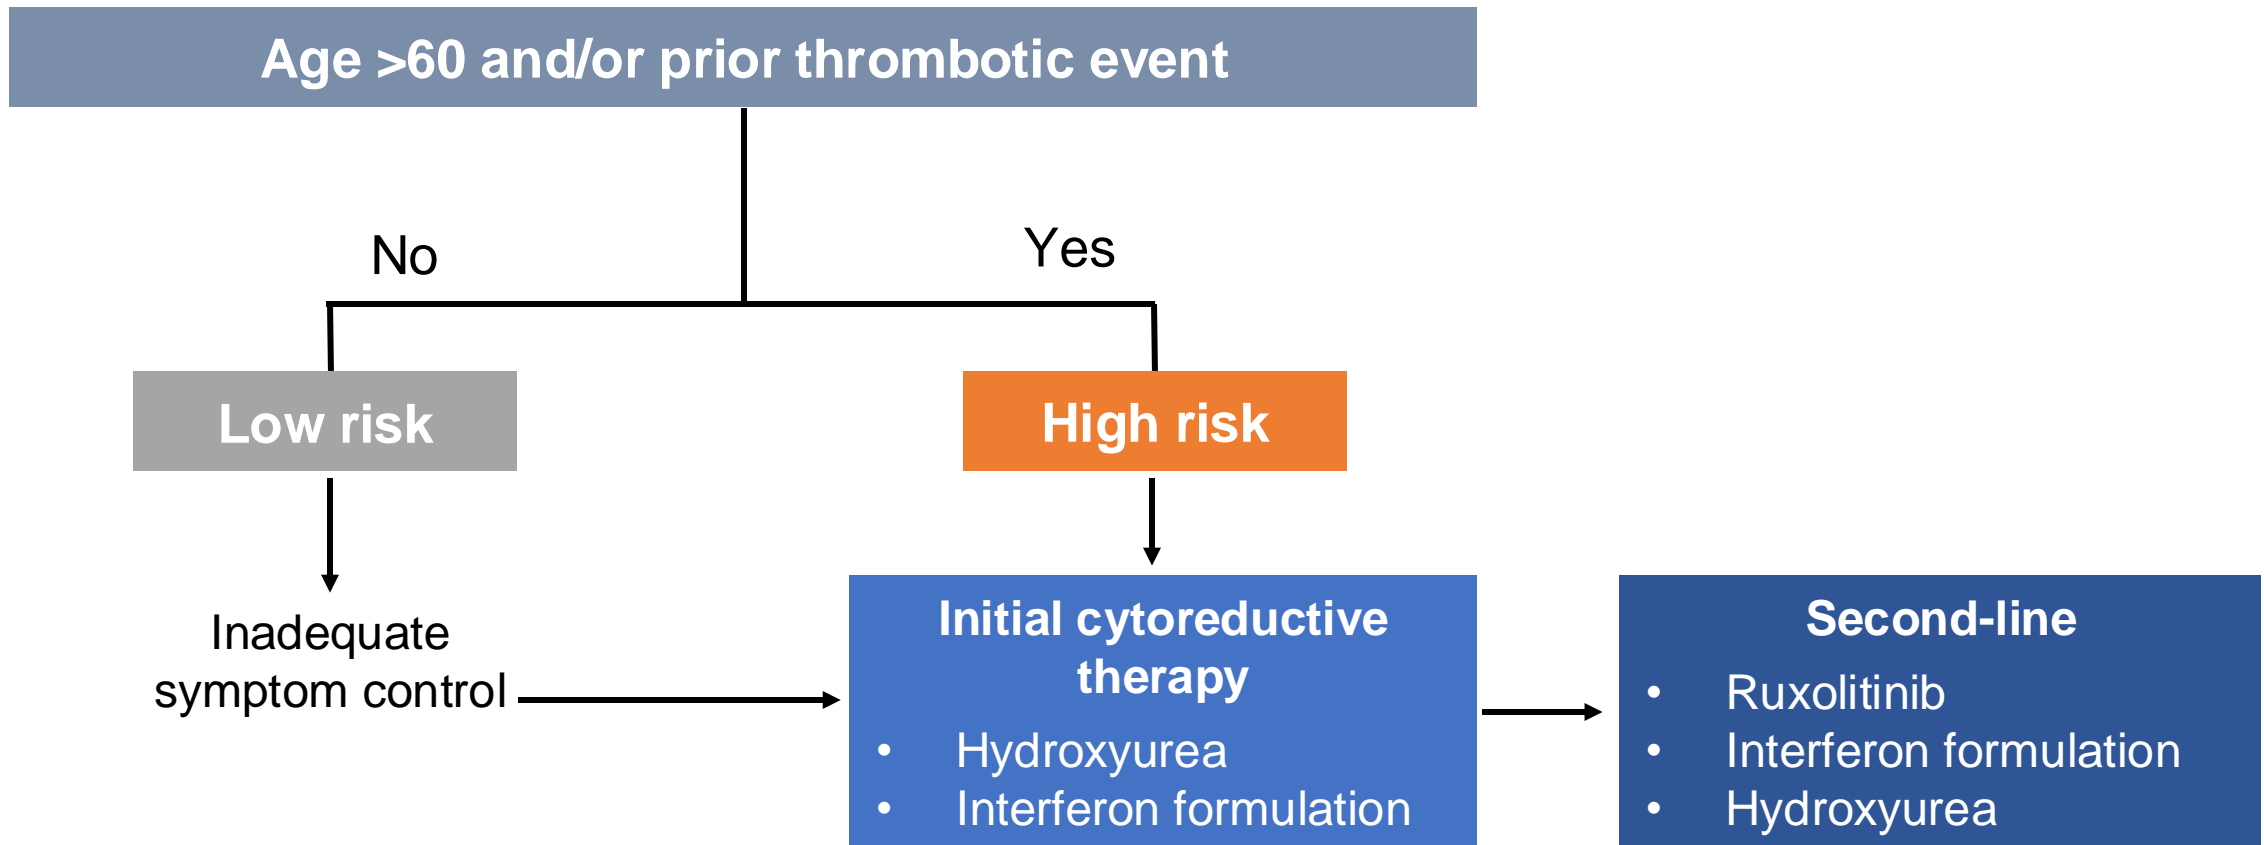 Age >60 and/or prior thrombotic event
No
Yes
Low risk
High risk
Inadequate
symptom control
Initial cytoreductive
therapy
• Hydroxyurea
• Interferon formulation
Second-line
• Ruxolitinib
• Interferon formulation
• Hydroxyurea